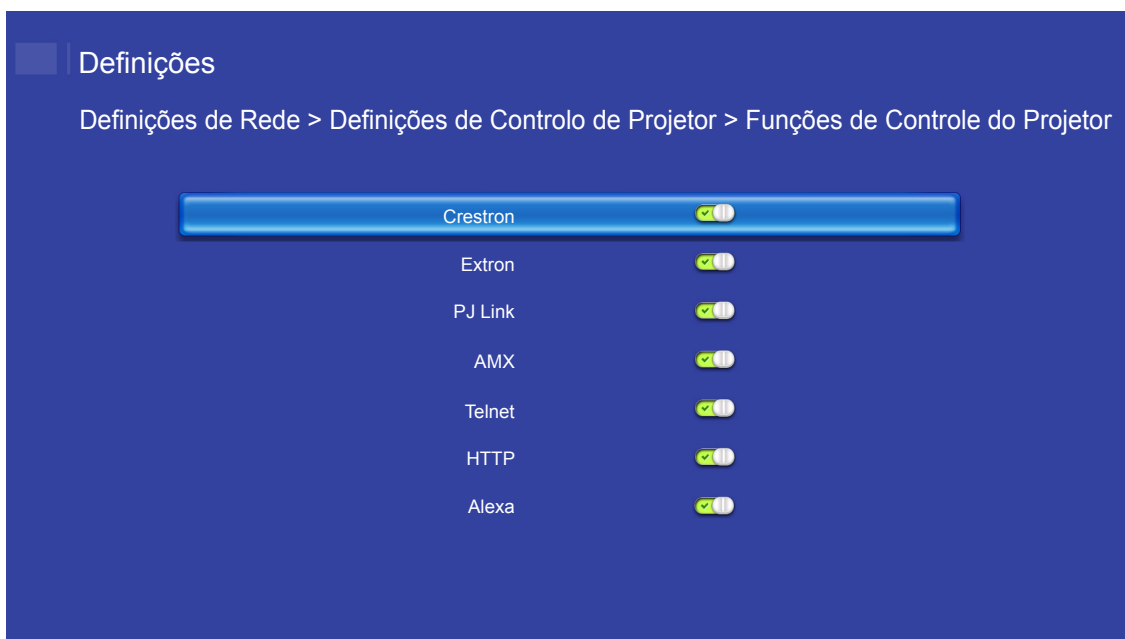 Definições
Definições de Rede > Definições de Controlo de Projetor > Funções de Controle do Projetor
Crestron
Extron
PJ Link
AMX
Telnet
HTTP
Alexa